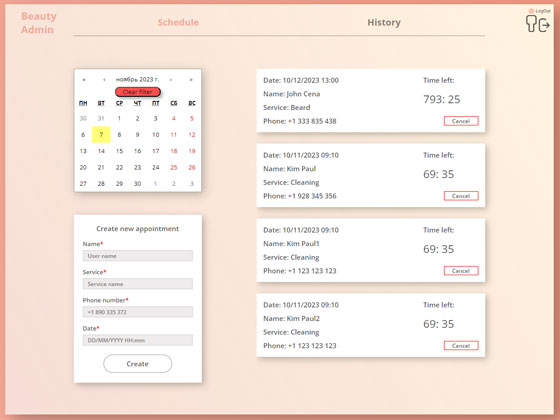 Beauty
Admin
Schedule
History
LogOut
« ‹ ноябрь 2023 г. › »
Clear filter
ПН ВТ СР ЧТ ПТ СБ ВС
30 31 1 2 3 4 5
6 7 8 9 10 11 12
13 14 15 16 17 18 19
20 21 22 23 24 25 26
27 28 29 30 1 2 3
Create new appointment
Name*
User name
Service*
Service name
Phone number*
+1 890 335 372
Date*
DD/MM/YYYY HH:mm
Create
Date: 10/12/2023 13:00
Name: John Cena
Service: Beard
Phone: +1 333 835 438
Time left:
793: 25
Cancel
Date: 10/11/2023 09:10
Name: Kim Paul
Service: Cleaning
Phone: +1 928 345 356
Time left:
69: 35
Cancel
Date: 10/11/2023 09:10
Name: Kim Paul1
Service: Cleaning
Phone: +1 123 123 123
Time left:
69: 35
Cancel
Date: 10/11/2023 09:10
Name: Kim Paul2
Service: Cleaning
Phone: +1 123 123 123
Time left:
69: 35
Cancel